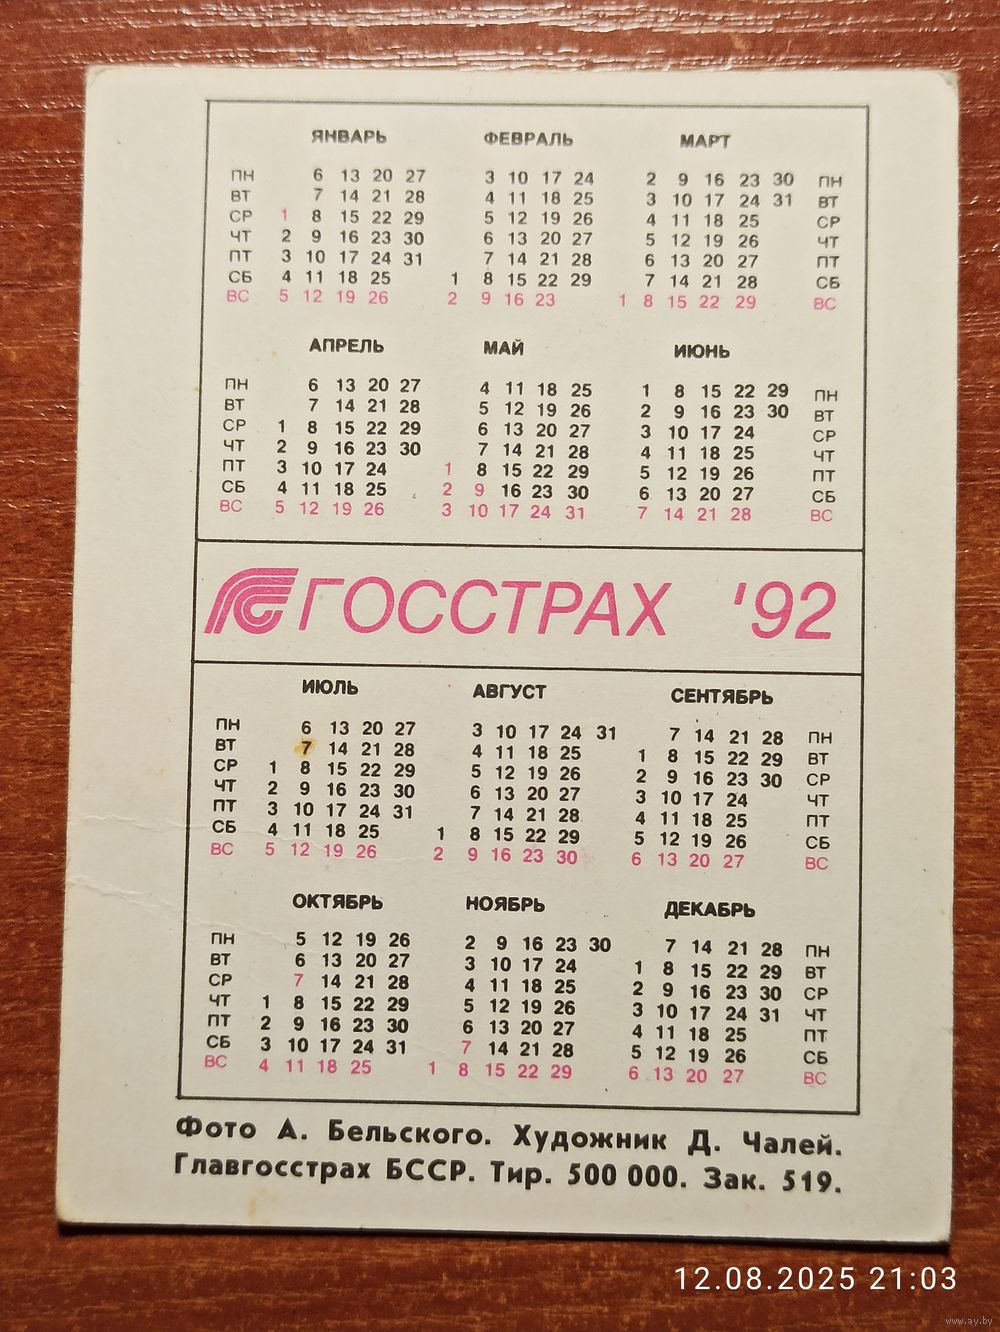 ЯНВАРЬ ФЕВРАЛЬ МАРТ
ПН 6 13 20 27 3 10 17 24 2 9 16 23 30 ПН
ВТ 7 14 21 28 4 11 18 25 3 10 17 24 31 ВТ
СР 1 8 15 22 29 5 12 19 26 4 11 18 25 СР
ЧТ 2 9 16 23 30 6 13 20 27 5 12 19 26 ЧТ
ПТ 3 10 17 24 31 7 14 21 28 6 13 20 27 ПТ
СБ 4 11 18 25 1 8 15 22 29 7 14 21 28 СБ
ВС 5 12 19 26 2 9 16 23 1 8 15 22 29 ВС
АПРЕЛЬ МАЙ ИЮНЬ
ПН 6 13 20 27 4 11 18 25 1 8 15 22 29 ПН
ВТ 7 14 21 28 5 12 19 26 2 9 16 23 30 ВТ
СР 1 8 15 22 29 6 13 20 27 3 10 17 24 СР
ЧТ 2 9 16 23 30 7 14 21 28 4 11 18 25 ЧТ
ПТ 3 10 17 24 1 8 15 22 29 5 12 19 26 ПТ
СБ 4 11 18 25 2 9 16 23 30 6 13 20 27 СБ
ВС 5 12 19 26 3 10 17 24 31 7 14 21 28 ВС
ГОССТРАХ '92
ИЮЛЬ АВГУСТ СЕНТЯБРЬ
ПН 6 13 20 27 3 10 17 24 31 7 14 21 28 ПН
ВТ 7 14 21 28 4 11 18 25 1 8 15 22 29 ВТ
СР 1 8 15 22 29 5 12 19 26 2 9 16 23 30 СР
ЧТ 2 9 16 23 30 6 13 20 27 3 10 17 24 ЧТ
ПТ 3 10 17 24 31 7 14 21 28 4 11 18 25 ПТ
СБ 4 11 18 25 1 8 15 22 29 5 12 19 26 СБ
ВС 5 12 19 26 2 9 16 23 30 6 13 20 27 ВС
ОКТЯБРЬ НОЯБРЬ ДЕКАБРЬ
ПН 5 12 19 26 2 9 16 23 30 7 14 21 28 ПН
ВТ 6 13 20 27 3 10 17 24 1 8 15 22 29 ВТ
СР 7 14 21 28 4 11 18 25 2 9 16 23 30 СР
ЧТ 1 8 15 22 29 5 12 19 26 3 10 17 24 31 ЧТ
ПТ 2 9 16 23 30 6 13 20 27 4 11 18 25 ПТ
СБ 3 10 17 24 31 7 14 21 28 5 12 19 26 СБ
ВС 4 11 18 25 1 8 15 22 29 6 13 20 27 ВС
Фото А. Бельского. Художник Д. Чалей.
Главгосстрах БССР. Тир. 500 000. Зак. 519.
12.08.2025 21:03
www.ay.by